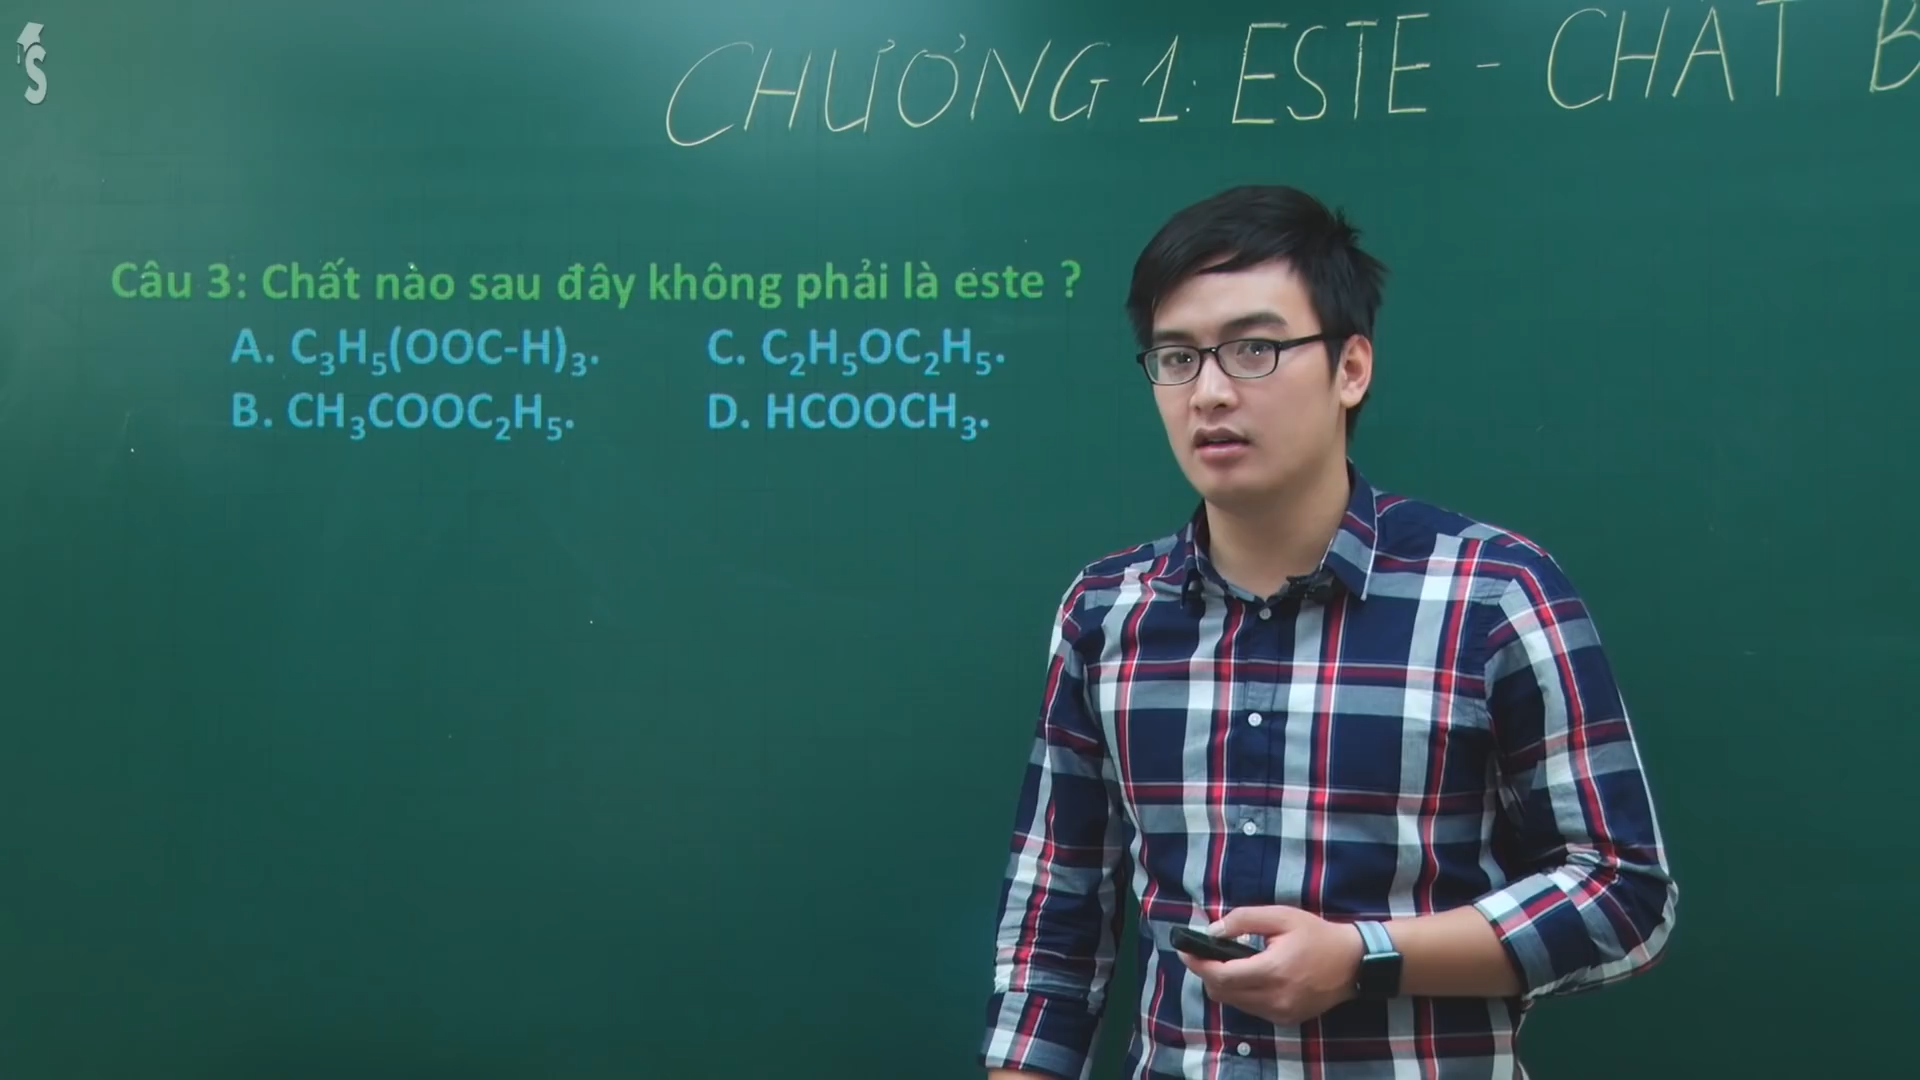 CHƯƠNG 1: ESTE - CHẤT B
Câu 3: Chất nào sau đây không phải là este ?
A. C₃H₅(OOC-H)₃. C. C₂H₅OC₂H₅.
B. CH₃COOC₂H₅. D. HCOOCH₃.